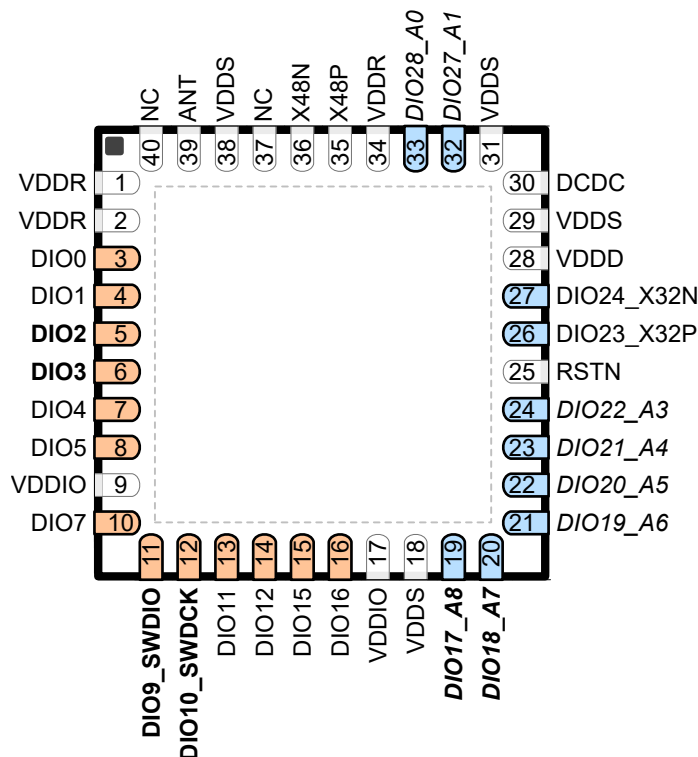 NC
ANT
VDDS
NC
X48N
X48P
VDDR
DIO28_A0
DIO27_A1
VDDS
40
39
38
37
36
35
34
33
32
31
VDDR 1
VDDR 2
DIO0 3
DIO1 4
DIO2 5
DIO3 6
DIO4 7
DIO5 8
VDDIO 9
DIO7 10
30 DCDC
29 VDDS
28 VDDD
27 DIO24_X32N
26 DIO23_X32P
25 RSTN
24 DIO22_A3
23 DIO21_A4
22 DIO20_A5
21 DIO19_A6
11
12
13
14
15
16
17
18
19
20
DIO9_SWDIO
DIO10_SWDCK
DIO11
DIO12
DIO15
DIO16
VDDIO
VDDS
DIO17_A8
DIO18_A7